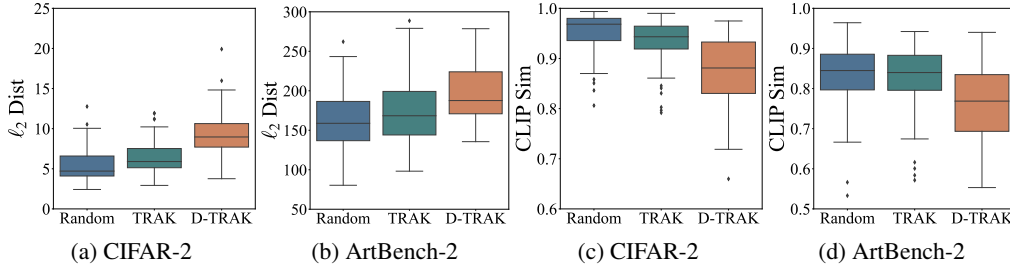 25
20
15
10
5
0
ℓ2 Dist
Random TRAK D-TRAK
(a) CIFAR-2
300
250
200
150
100
50
ℓ2 Dist
Random TRAK D-TRAK
(b) ArtBench-2
1.0
0.9
0.8
0.7
0.6
CLIP Sim
Random TRAK D-TRAK
(c) CIFAR-2
1.0
0.9
0.8
0.7
0.6
0.5
CLIP Sim
Random TRAK D-TRAK
(d) ArtBench-2